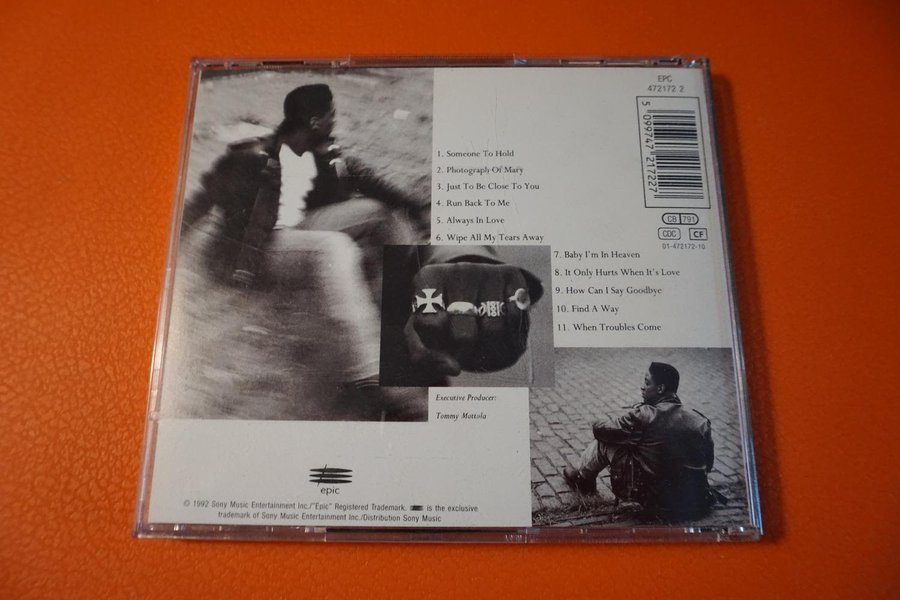 EPC
472172 2
5 099747 217227
CB 791
CDC CF
01-472172-10
1. Someone To Hold
2. Photograph Of Mary
3. Just To Be Close To You
4. Run Back To Me
5. Always In Love
6. Wipe All My Tears Away
7. Baby I'm In Heaven
8. It Only Hurts When It's Love
9. How Can I Say Goodbye
10. Find A Way
11. When Troubles Come
Executive Producer:
Tommy Mottola
epic
© 1992 Sony Music Entertainment Inc./"Epic" Registered Trademark. is the exclusive
trademark of Sony Music Entertainment Inc./Distribution Sony Music